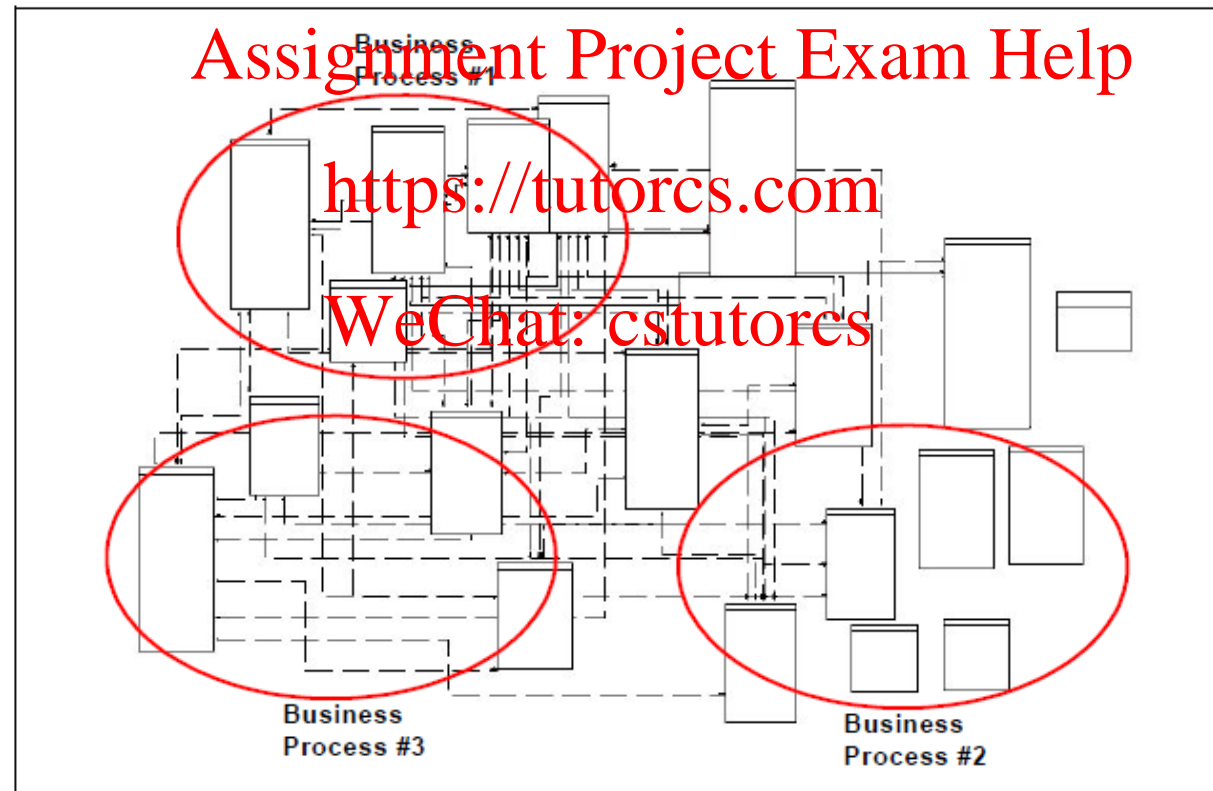 Assignment Project Exam Help
Business
Process #1
https://tutorcs.com
WeChat: cstutorcs
Business
Process #3
Business
Process #2